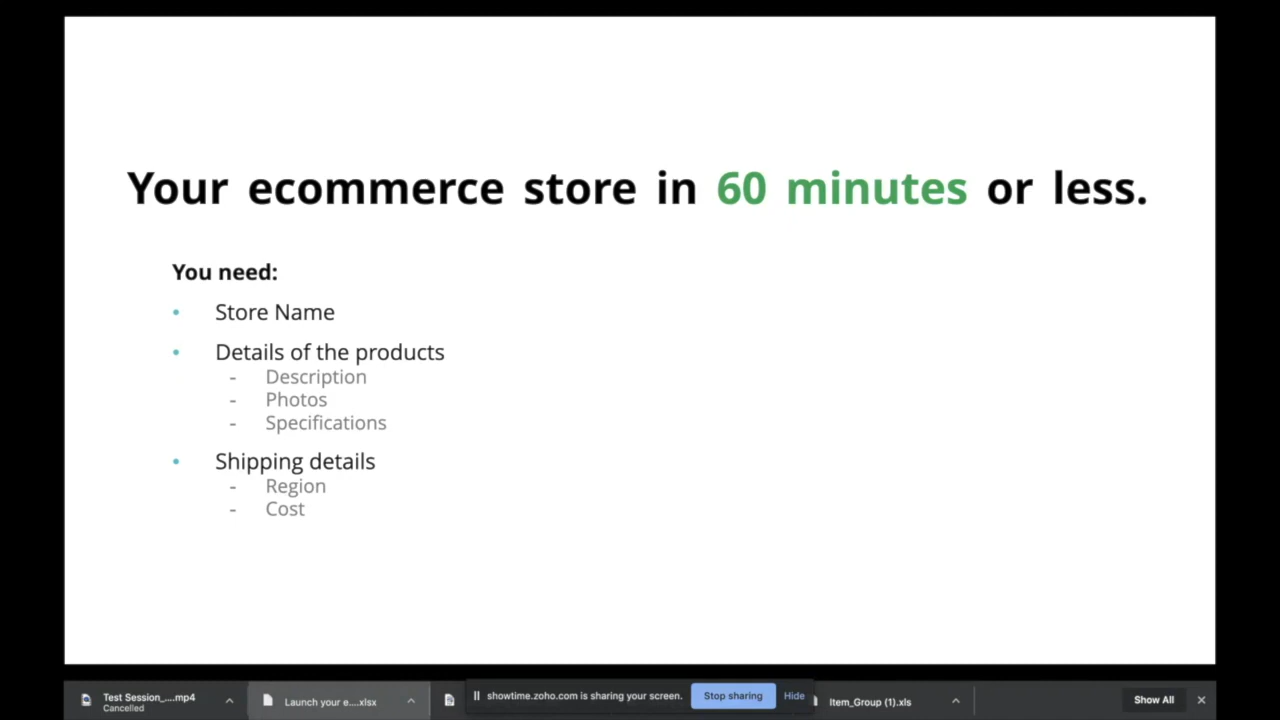 Your ecommerce store in 60 minutes or less.
You need:
• Store Name
• Details of the products
- Description
- Photos
- Specifications
• Shipping details
- Region
- Cost
Test Session_....mp4
Cancelled
Launch your e....xlsx
showtime.zoho.com is sharing your screen.
Stop sharing
Hide
Item_Group (1).xls
Show All